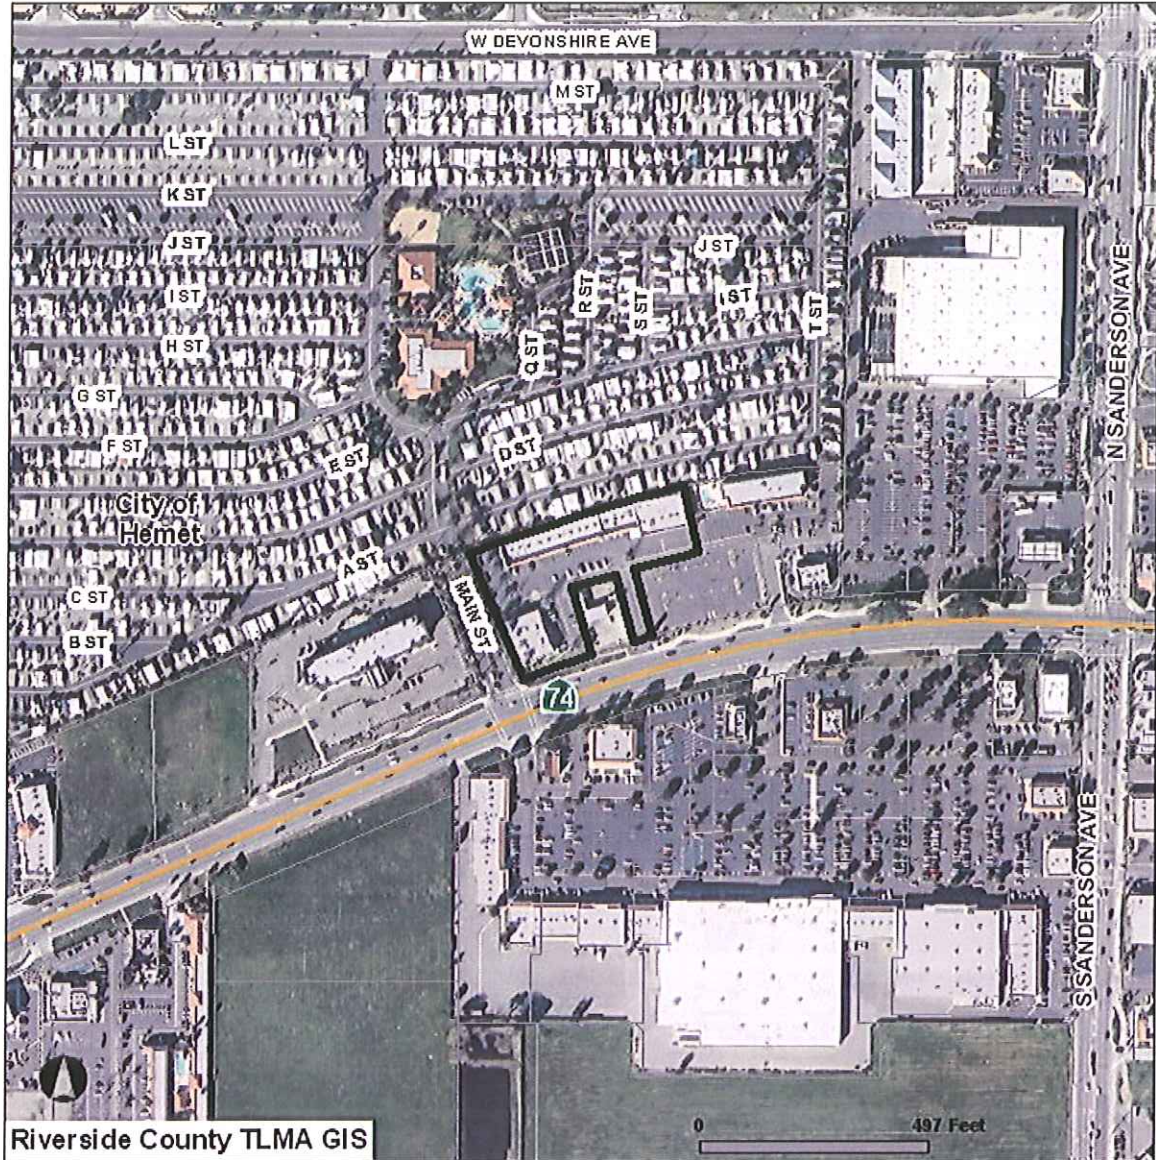 W DEVONSHIRE AVE
M ST
L ST
K ST
J ST
J ST
I ST
I ST
R ST
S ST
T ST
H ST
Q ST
N SANDERSON AVE
G ST
F ST
D ST
E ST
City of
Hemet
A ST
C ST
MAIN ST
B ST
74
S SANDERSON AVE
0 497 Feet
Riverside County TLMA GIS